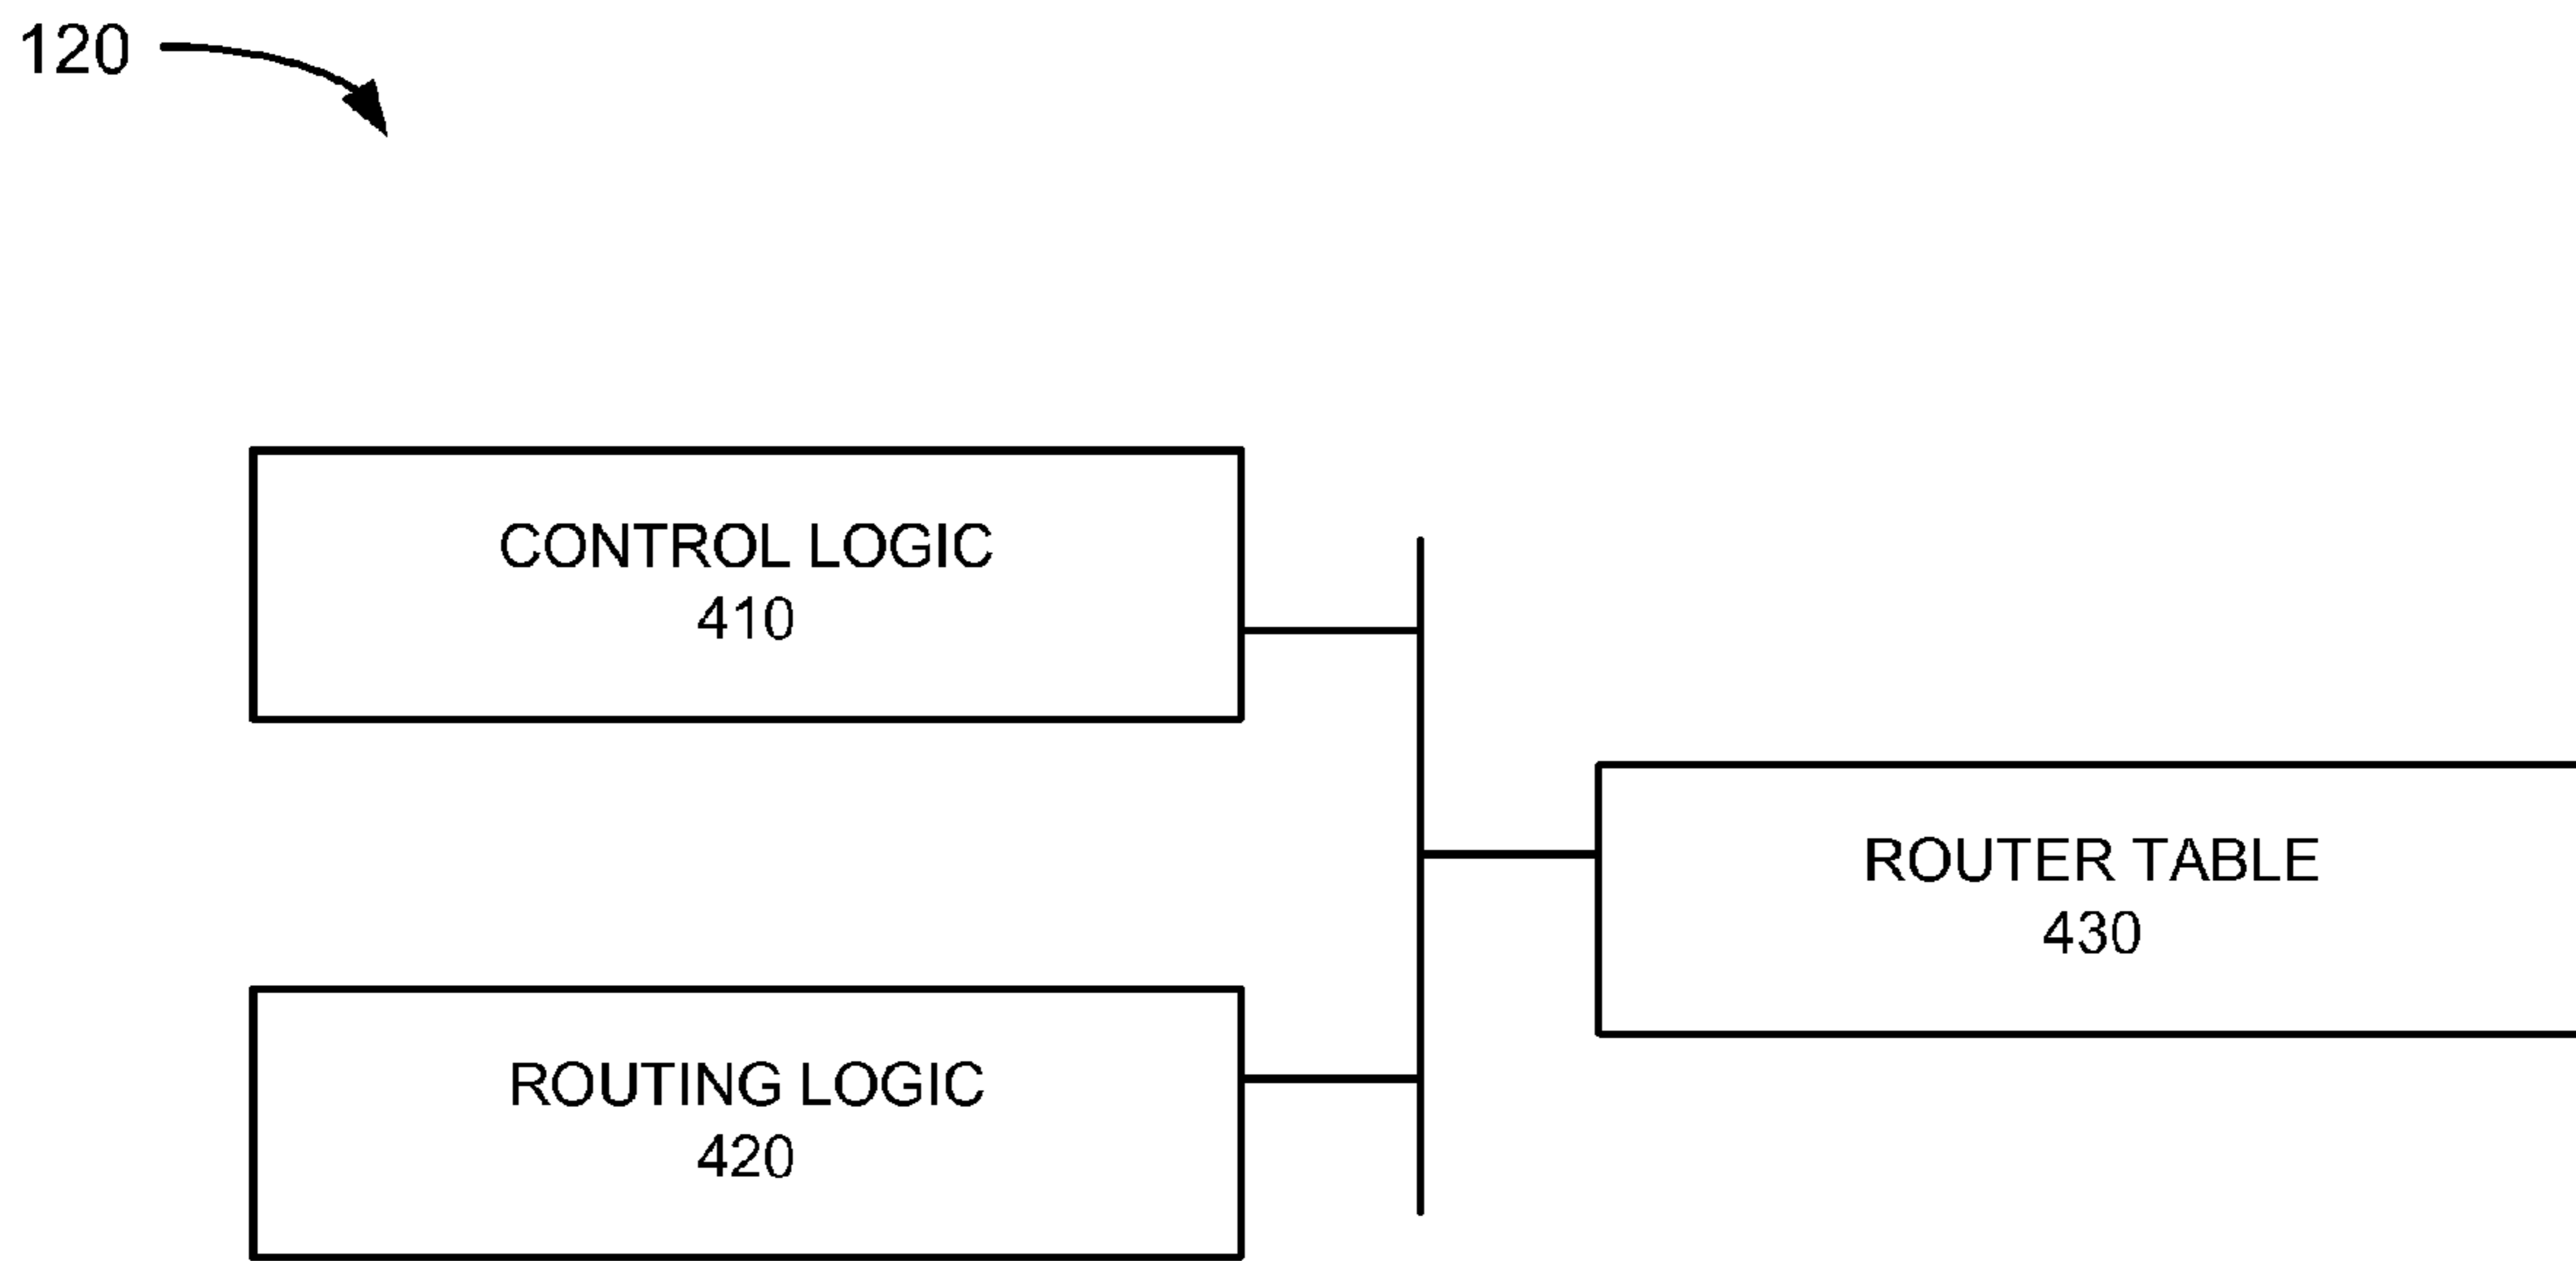 120
CONTROL LOGIC
410
ROUTER TABLE
430
ROUTING LOGIC
420